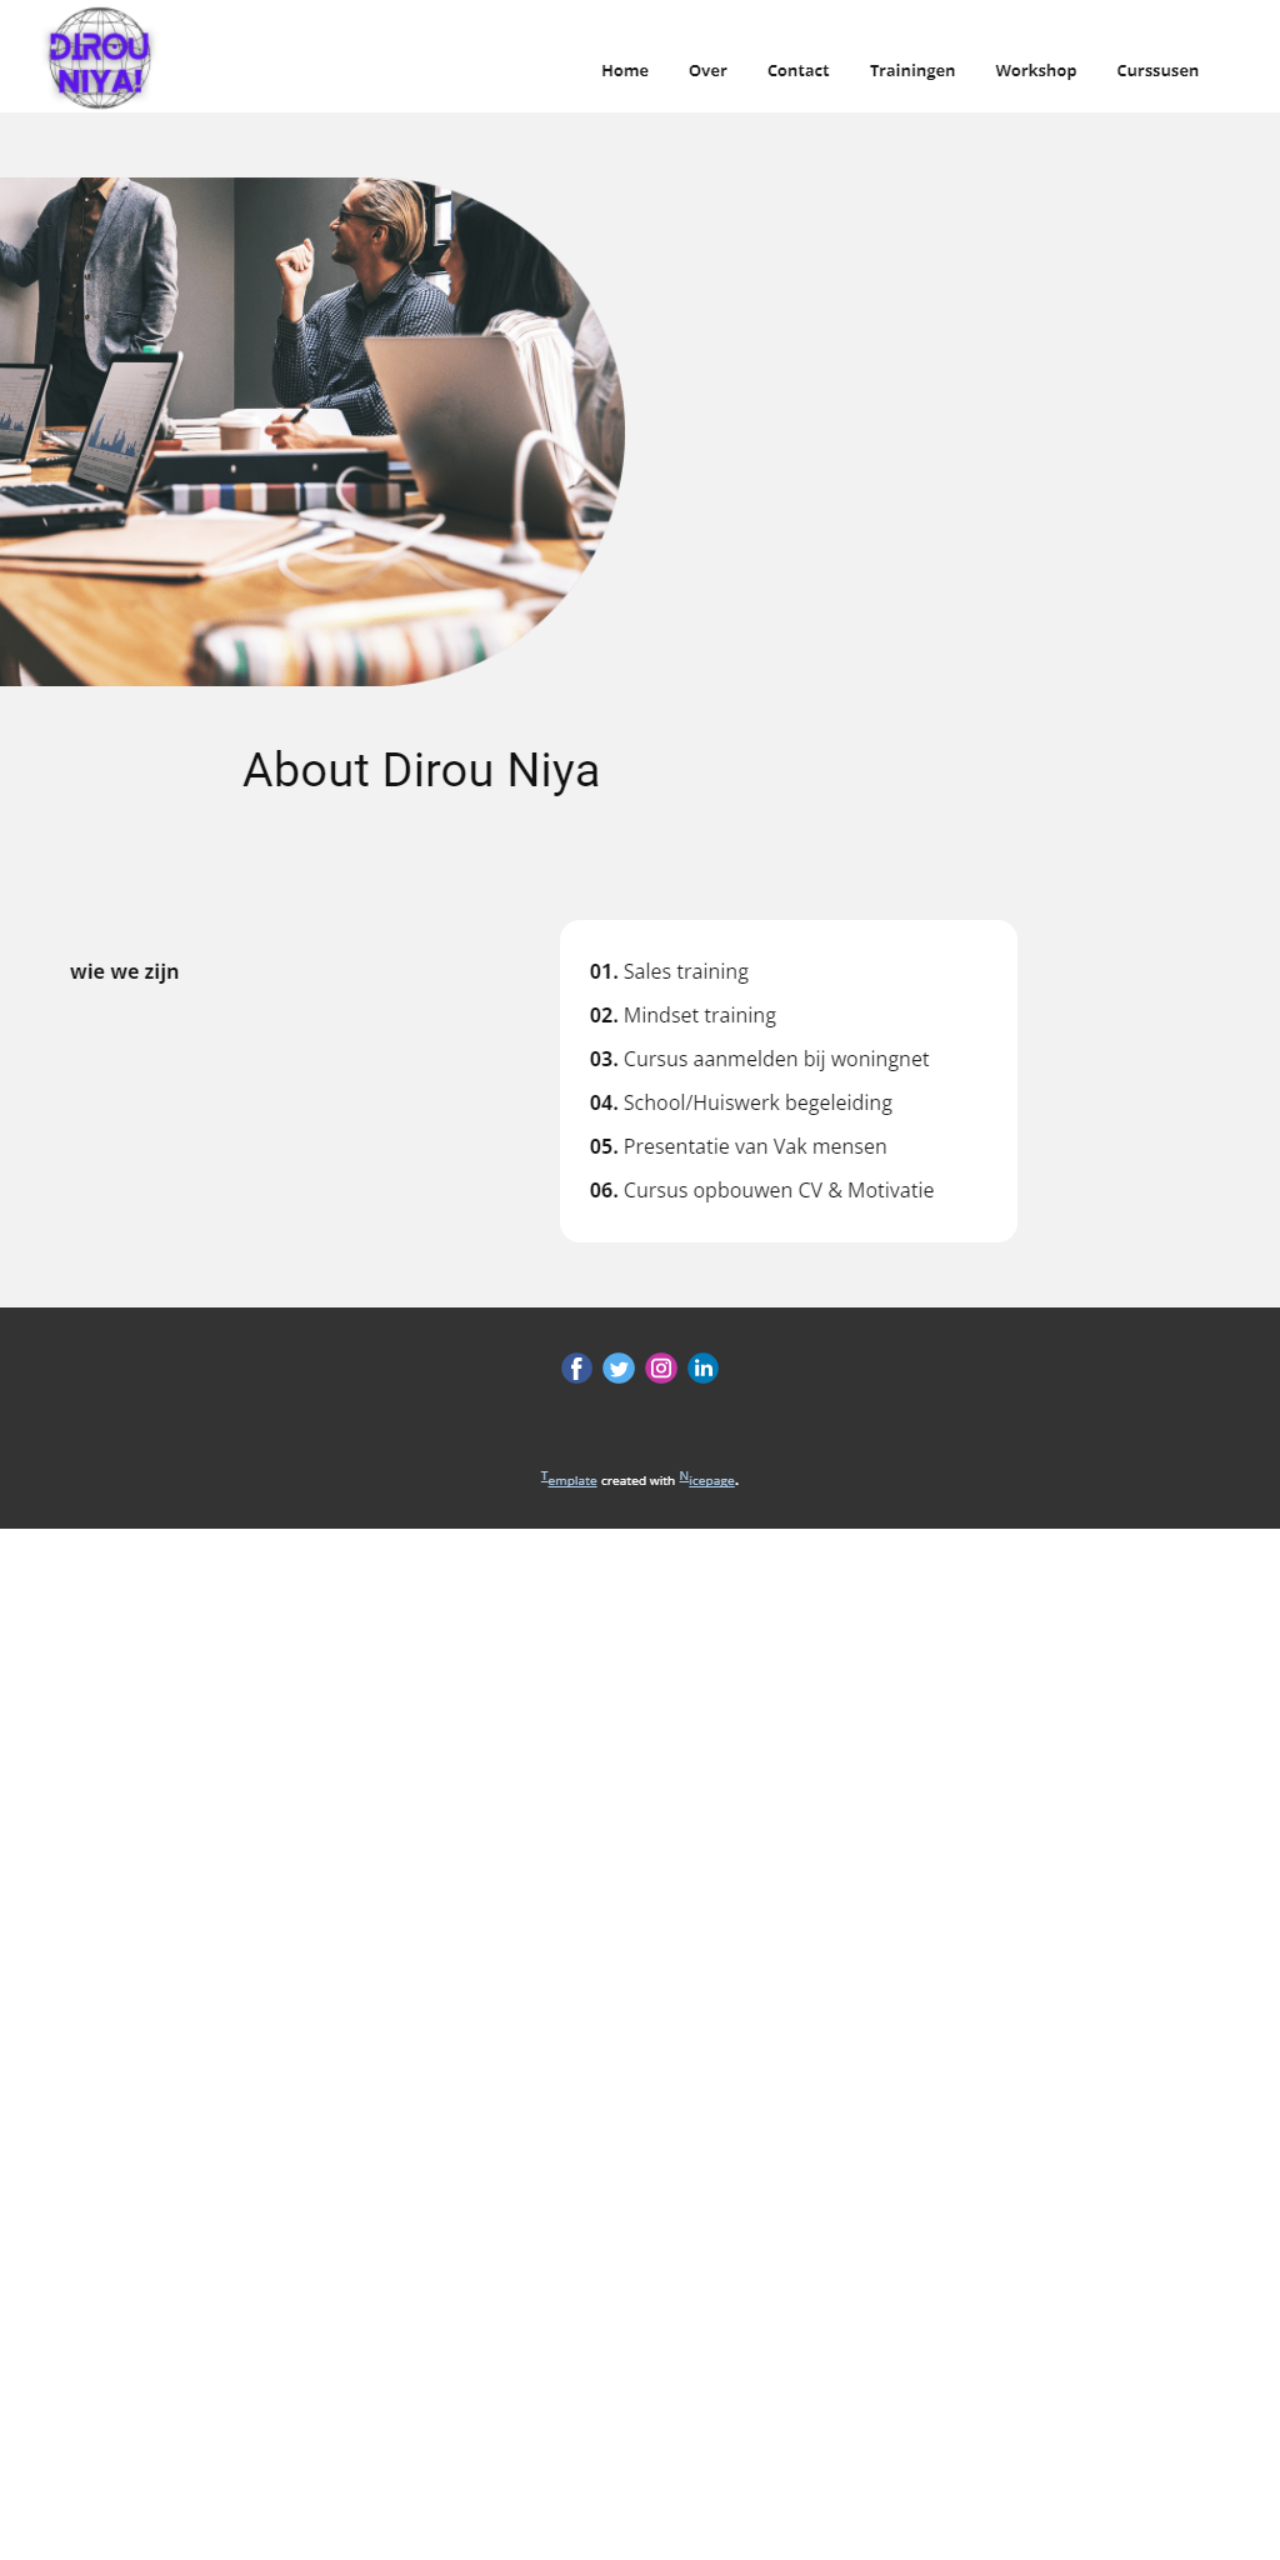 DIROU
NIYA!
Home Over Contact Trainingen Workshop Curssusen
About Dirou Niya
wie we zijn
01. Sales training
02. Mindset training
03. Cursus aanmelden bij woningnet
04. School/Huiswerk begeleiding
05. Presentatie van Vak mensen
06. Cursus opbouwen CV & Motivatie
Template created with Nicepage.